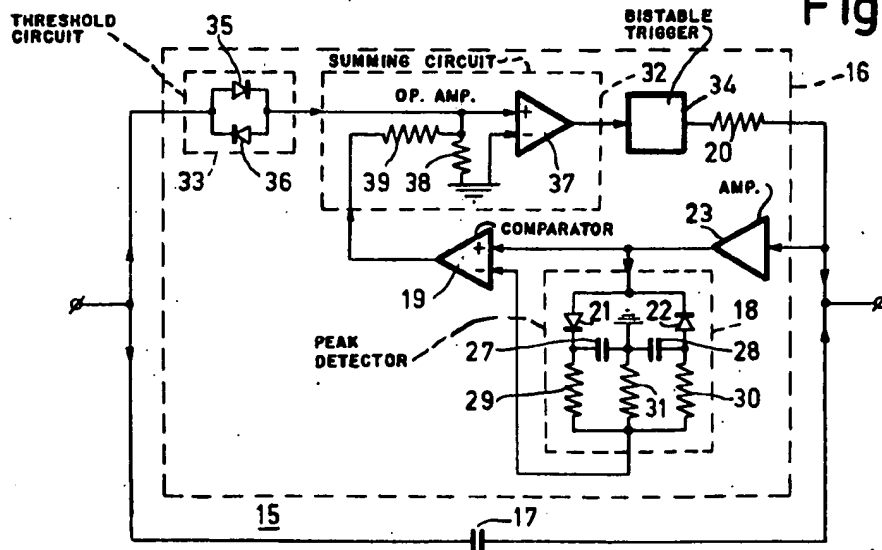 Fig
THRESHOLD
CIRCUIT
35
BISTABLE
TRIGGER
SUMMING CIRCUIT
32
16
OP. AMP.
34
+
−
20
39
38
37
33
36
AMP.
23
COMPARATOR
+
−
19
21
22
18
PEAK
DETECTOR
27
28
29
31
30
15
17